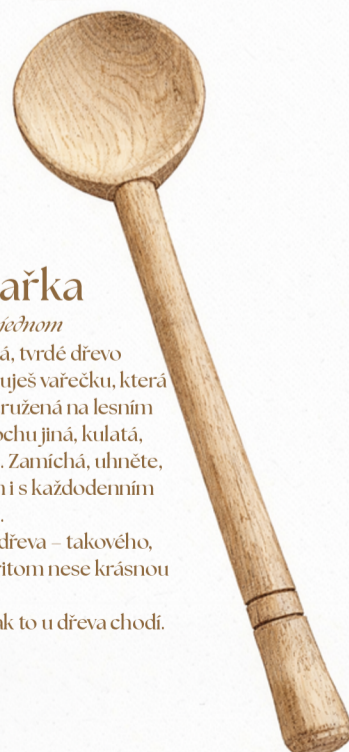 ařka
jednom
á, tvrdé dřevo
uješ vařečku, která
ružená na lesním
ochu jiná, kulatá,
. Zamíchá, uhněte,
n i s každodenním
.
dřeva – takového,
řitom nese krásnou
ak to u dřeva chodí.